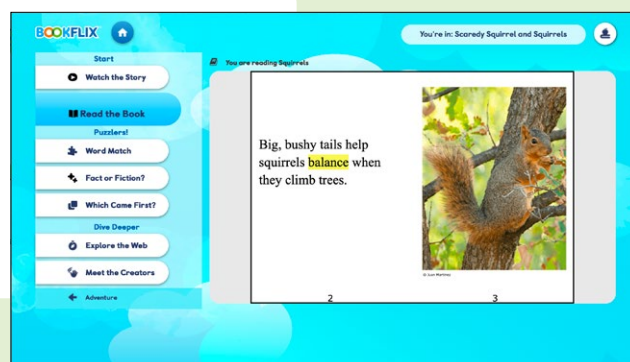 BOOKFLIX
You're in: Scaredy Squirrel and Squirrels
Start
Watch the Story
Read the Book
Puzzlers!
Word Match
Fact or Fiction?
Which Came First?
Dive Deeper
Explore the Web
Meet the Creators
Adventure
You are reading Squirrels
Big, bushy tails help
squirrels balance when
they climb trees.
© Juan Martinez
2
3